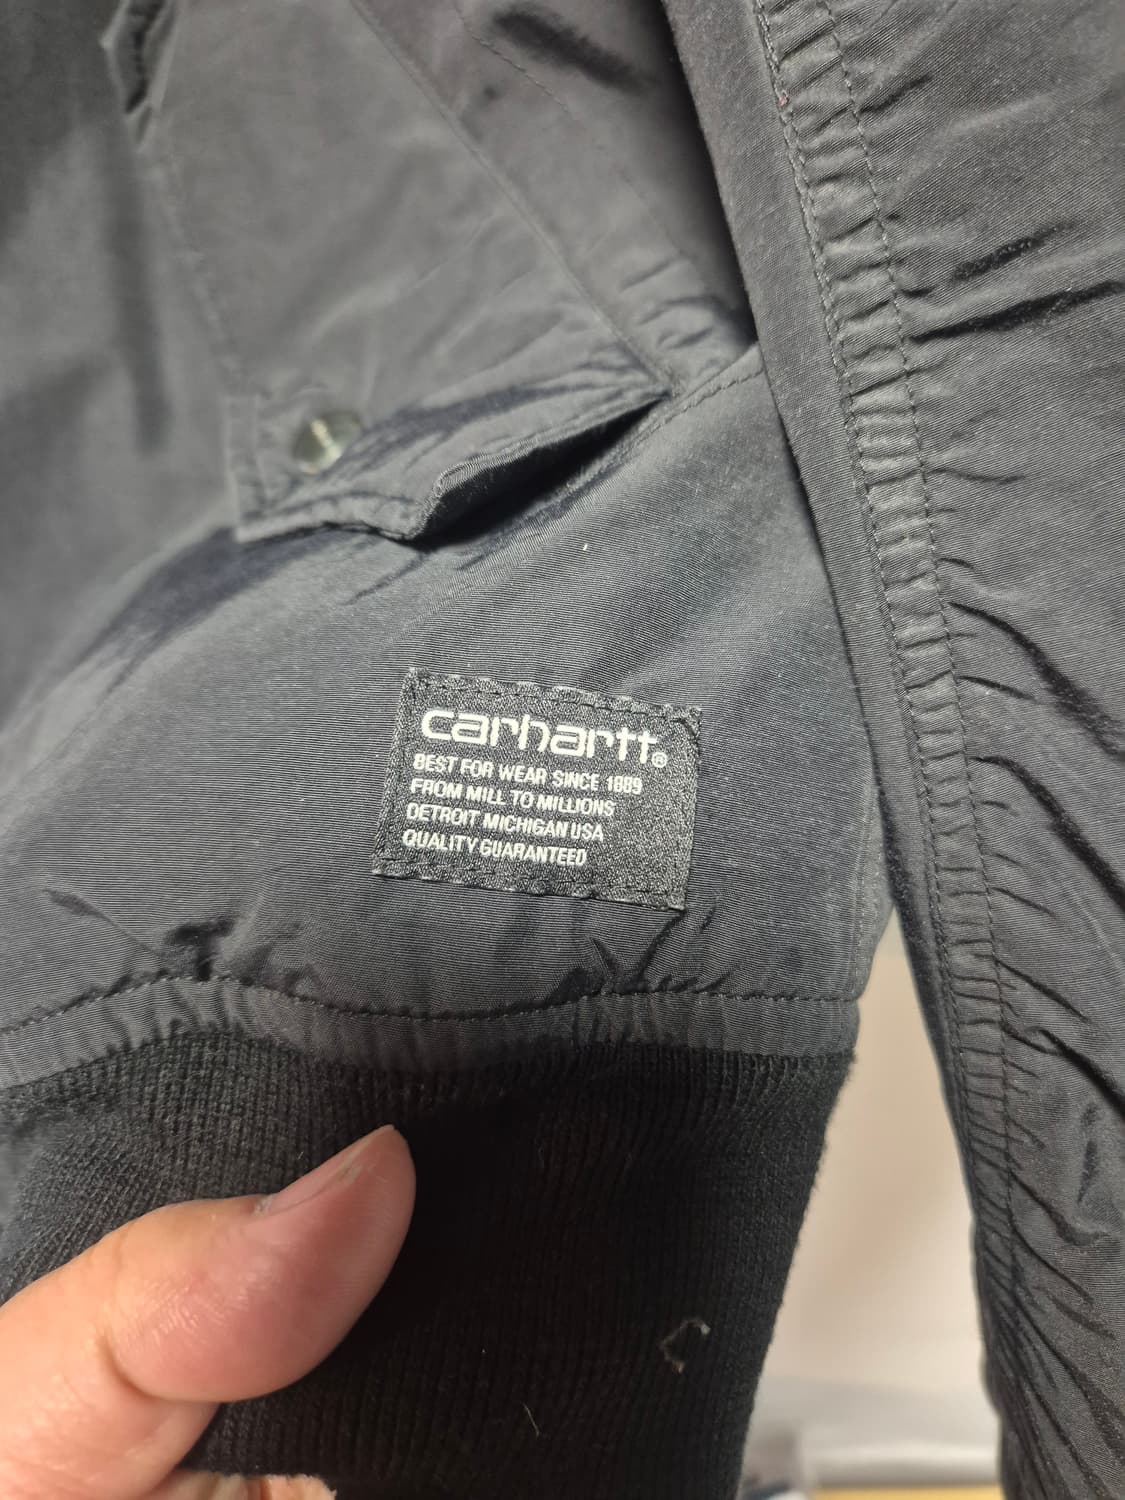 carhartt®
BEST FOR WEAR SINCE 1889
FROM MILL TO MILLIONS
DETROIT MICHIGAN USA
QUALITY GUARANTEED